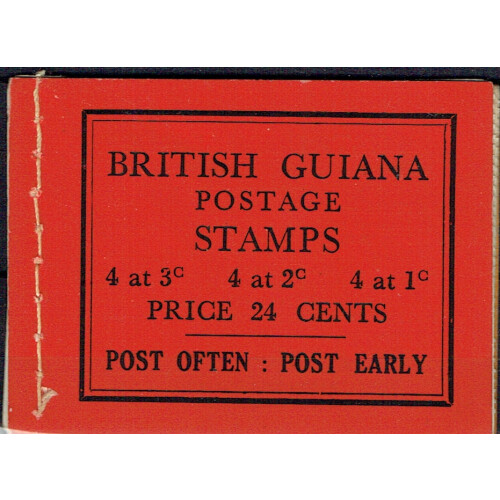 BRITISH GUIANA
POSTAGE
STAMPS
4 at 3c 4 at 2c 4 at 1c
PRICE 24 CENTS
POST OFTEN : POST EARLY